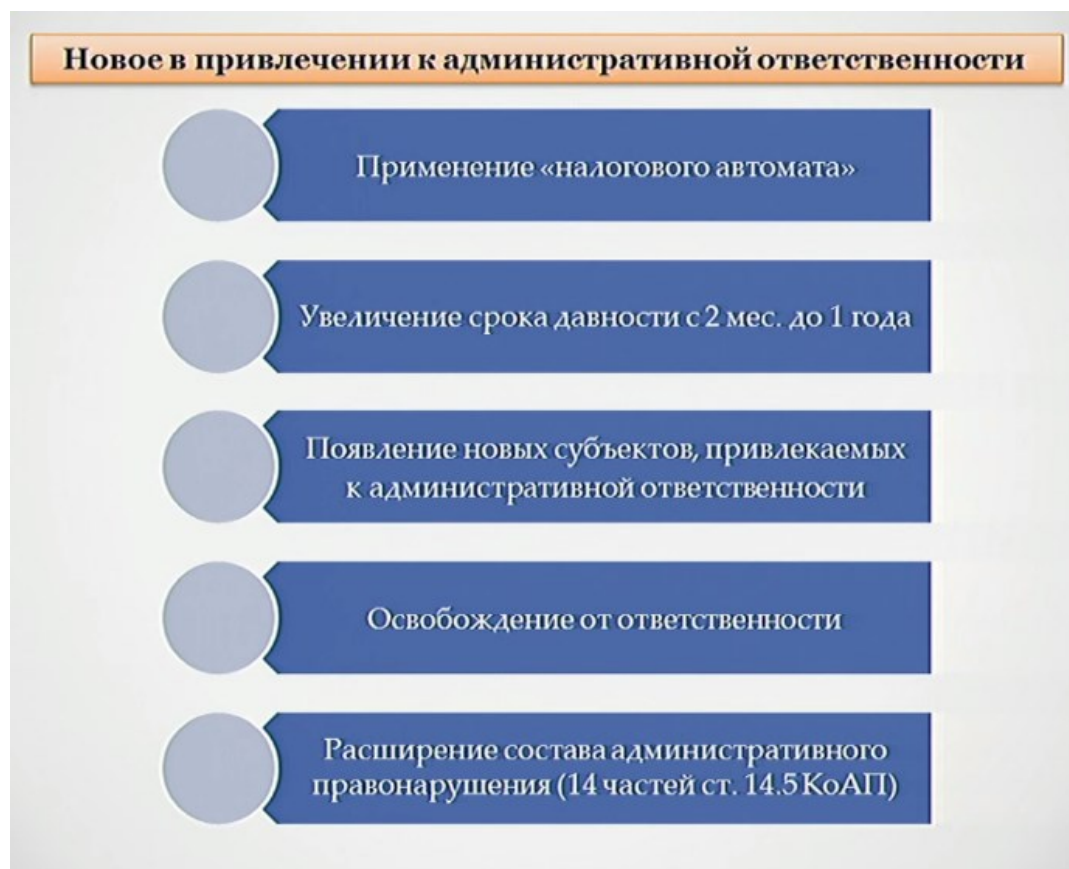 Новое в привлечении к административной ответственности
Применение «налогового автомата»
Увеличение срока давности с 2 мес. до 1 года
Появление новых субъектов, привлекаемых
к административной ответственности
Освобождение от ответственности
Расширение состава административного
правонарушения (14 частей ст. 14.5 КоАП)